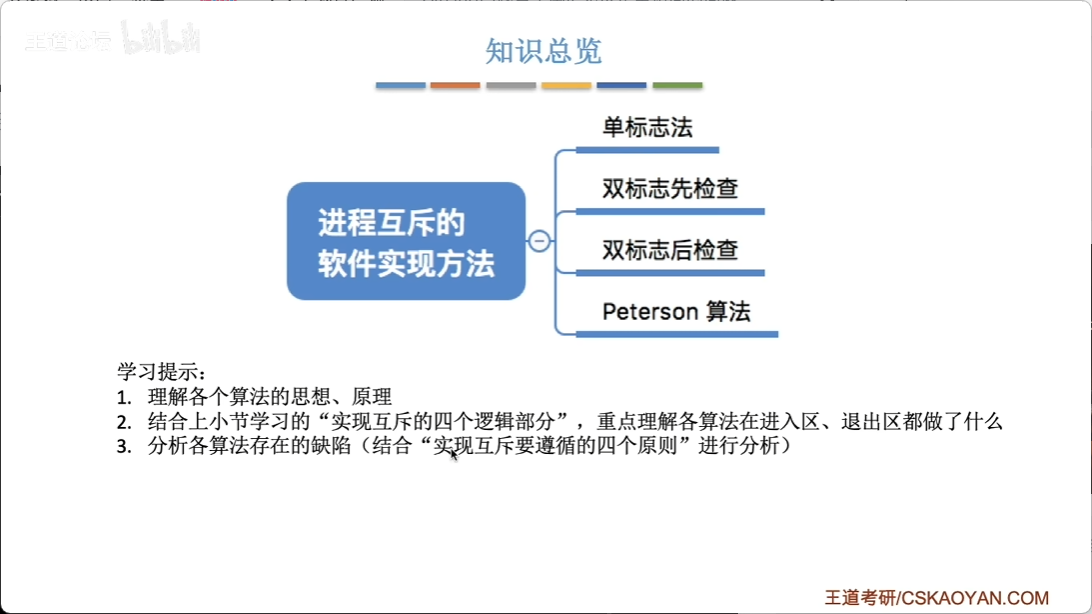 王道论坛 bilibili
知识总览
单标志法
双标志先检查
进程互斥的
软件实现方法
双标志后检查
Peterson 算法
学习提示：
1. 理解各个算法的思想、原理
2. 结合上小节学习的“实现互斥的四个逻辑部分”，重点理解各算法在进入区、退出区都做了什么
3. 分析各算法存在的缺陷（结合“实现互斥要遵循的四个原则”进行分析）
王道考研/CSKAOYAN.COM